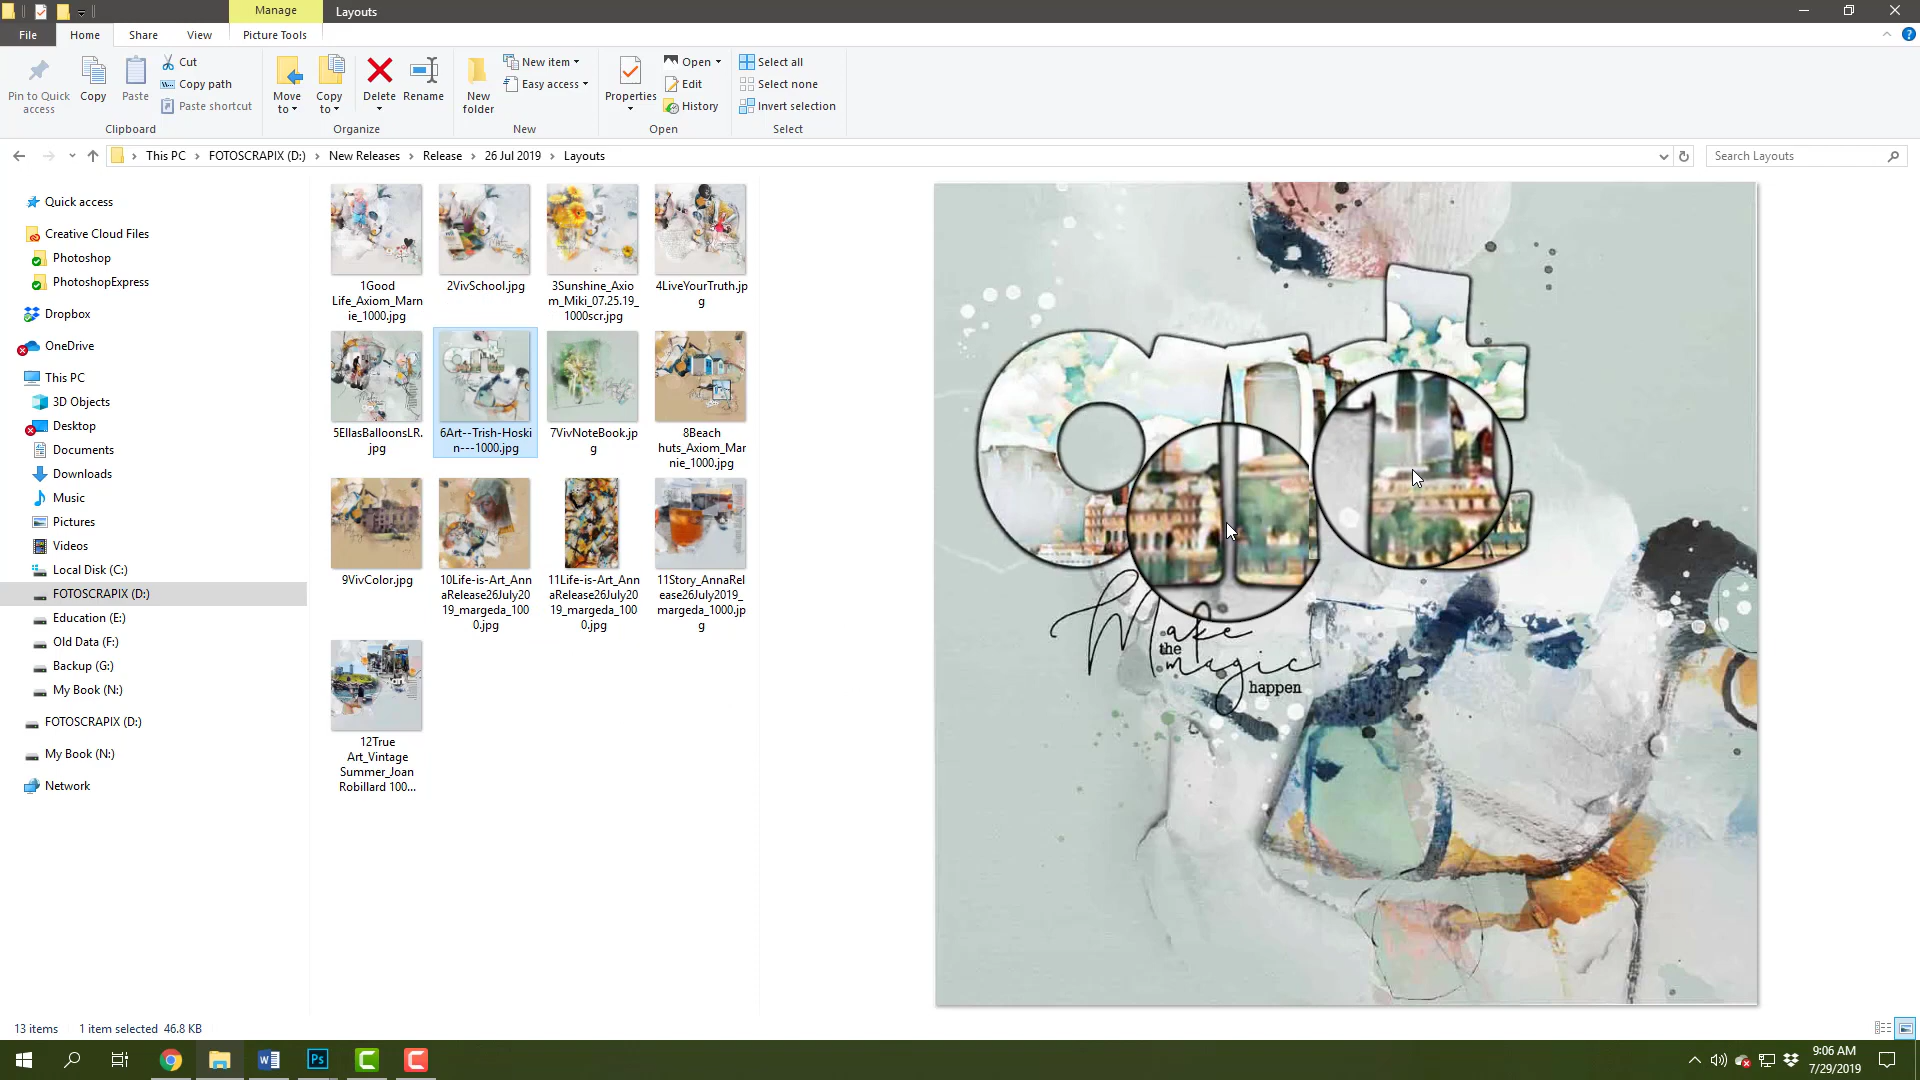 Manage
Layouts
File
Home
Share
View
Picture Tools
Pin to Quick
access
Copy
Paste
Cut
Copy path
Paste shortcut
Clipboard
Move
to
Copy
to
Delete
Rename
Organize
New
folder
New item
Easy access
New
Properties
Open
Edit
History
Open
Select all
Select none
Invert selection
Select
This PC
FOTOSCRAPIX (D:)
New Releases
Release
26 Jul 2019
Layouts
Search Layouts
Quick access
Creative Cloud Files
Photoshop
PhotoshopExpress
Dropbox
OneDrive
This PC
3D Objects
Desktop
Documents
Downloads
Music
Pictures
Videos
Local Disk (C:)
FOTOSCRAPIX (D:)
Education (E:)
Old Data (F:)
Backup (G:)
My Book (N:)
FOTOSCRAPIX (D:)
My Book (N:)
Network
1Good
Life_Axiom_Marn
ie_1000.jpg
2VivSchool.jpg
3Sunshine_Axio
m_Miki_07.25.19_
1000scr.jpg
4LiveYourTruth.jp
g
5EllasBalloonsLR.
jpg
6Art--Trish-Hoski
n---1000.jpg
7VivNoteBook.jp
g
8Beach
huts_Axiom_Mar
nie_1000.jpg
9VivColor.jpg
10Life-is-Art_Ann
aRelease26July20
19_margeda_100
0.jpg
11Life-is-Art_Ann
aRelease26July20
19_margeda_100
0.jpg
11Story_AnnaRel
ease26July2019_
margeda_1000.jp
g
12True
Art_Vintage
Summer_Joan
Robillard 100...
art
Make
the
magic
happen
13 items
1 item selected 46.8 KB
W
Ps
C
C
9:06 AM
7/29/2019